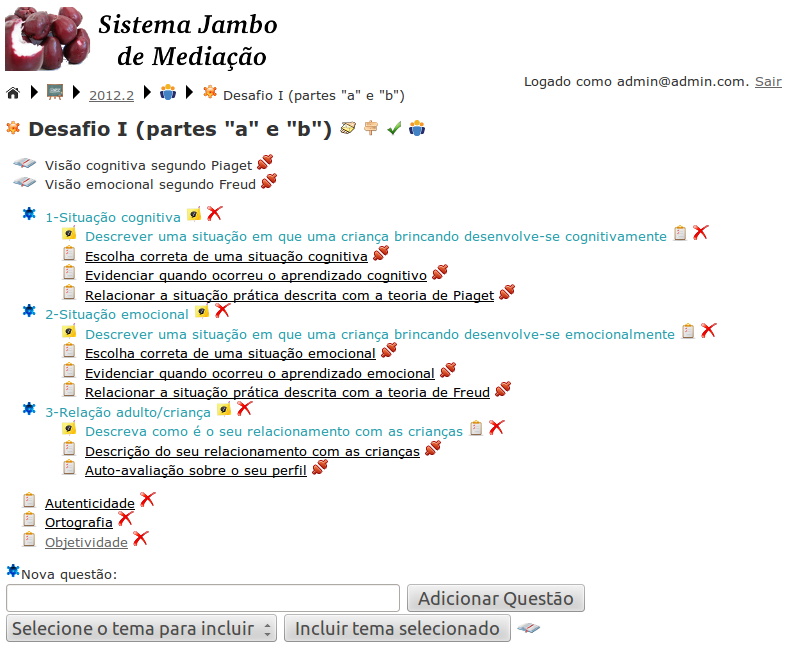 Sistema Jambo
de Mediação
Logado como admin@admin.com. Sair
2012.2 Desafio I (partes "a" e "b")
Desafio I (partes "a" e "b")
Visão cognitiva segundo Piaget
Visão emocional segundo Freud
1-Situação cognitiva
Descrever uma situação em que uma criança brincando desenvolve-se cognitivamente
Escolha correta de uma situação cognitiva
Evidenciar quando ocorreu o aprendizado cognitivo
Relacionar a situação prática descrita com a teoria de Piaget
2-Situação emocional
Descrever uma situação em que uma criança brincando desenvolve-se emocionalmente
Escolha correta de uma situação emocional
Evidenciar quando ocorreu o aprendizado emocional
Relacionar a situação prática descrita com a teoria de Freud
3-Relação adulto/criança
Descreva como é o seu relacionamento com as crianças
Descrição do seu relacionamento com as crianças
Auto-avaliação sobre o seu perfil
Autenticidade
Ortografia
Objetividade
Nova questão:
Adicionar Questão
Selecione o tema para incluir Incluir tema selecionado